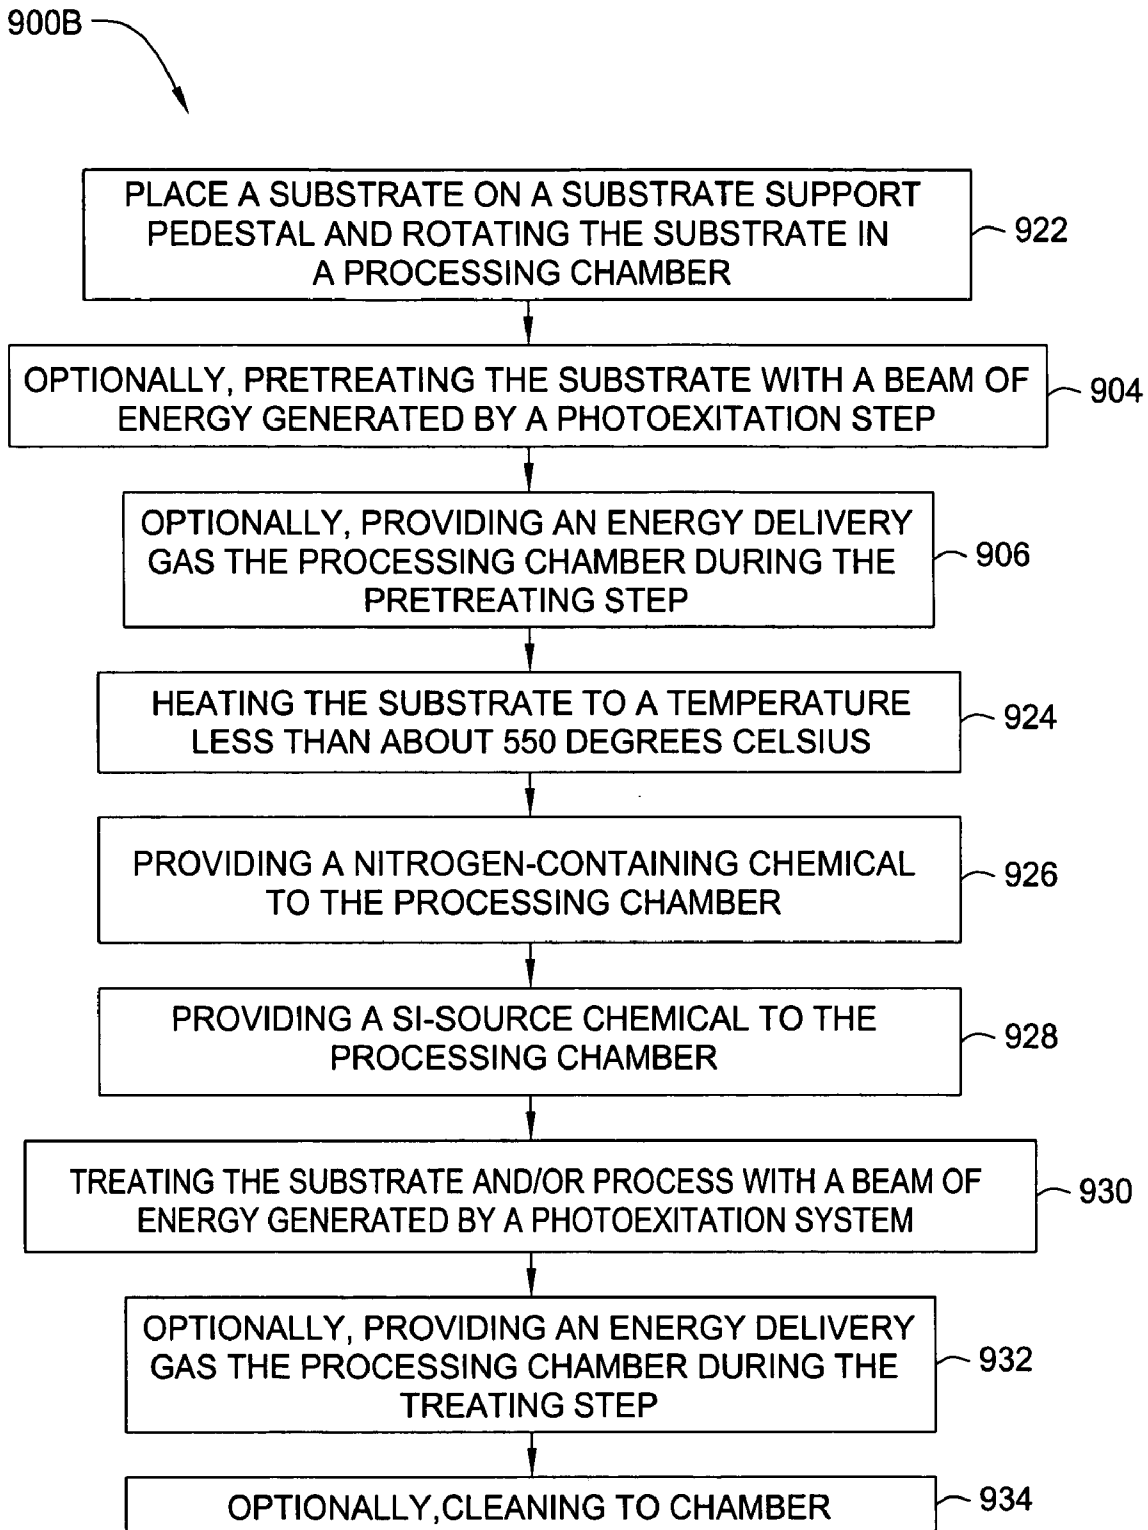 900B
PLACE A SUBSTRATE ON A SUBSTRATE SUPPORT
PEDESTAL AND ROTATING THE SUBSTRATE IN
A PROCESSING CHAMBER
922
OPTIONALLY, PRETREATING THE SUBSTRATE WITH A BEAM OF
ENERGY GENERATED BY A PHOTOEXITATION STEP
904
OPTIONALLY, PROVIDING AN ENERGY DELIVERY
GAS THE PROCESSING CHAMBER DURING THE
PRETREATING STEP
906
HEATING THE SUBSTRATE TO A TEMPERATURE
LESS THAN ABOUT 550 DEGREES CELSIUS
924
PROVIDING A NITROGEN-CONTAINING CHEMICAL
TO THE PROCESSING CHAMBER
926
PROVIDING A SI-SOURCE CHEMICAL TO THE
PROCESSING CHAMBER
928
TREATING THE SUBSTRATE AND/OR PROCESS WITH A BEAM OF
ENERGY GENERATED BY A PHOTOEXITATION SYSTEM
930
OPTIONALLY, PROVIDING AN ENERGY DELIVERY
GAS THE PROCESSING CHAMBER DURING THE
TREATING STEP
932
OPTIONALLY,CLEANING TO CHAMBER
934